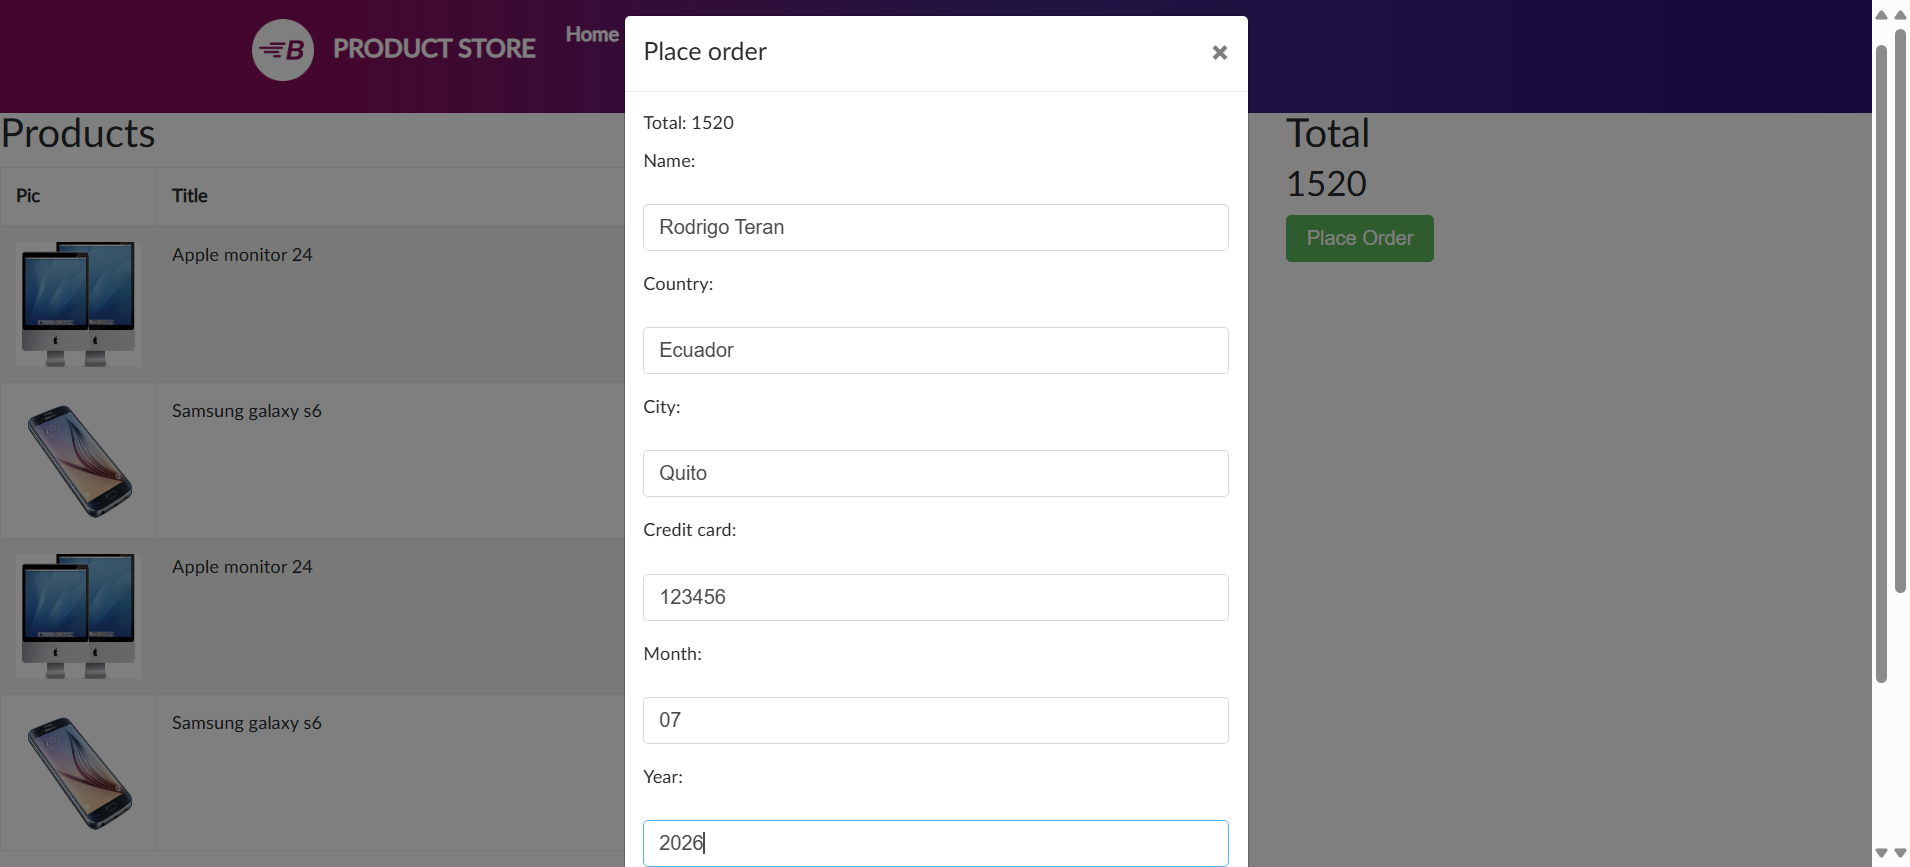 B PRODUCT STORE
Home
Products
Pic Title
Apple monitor 24
Samsung galaxy s6
Apple monitor 24
Samsung galaxy s6
Place order
×
Total: 1520
Name:
Rodrigo Teran
Country:
Ecuador
City:
Quito
Credit card:
123456
Month:
07
Year:
2026
Total
1520
Place Order